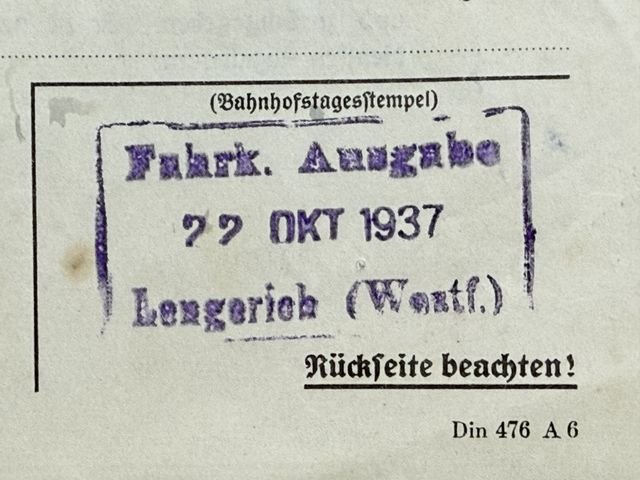 (Bahnhofstagesstempel)
Fahrk. Ausgabe
22 OKT 1937
Lengerich (Westf.)
Rückseite beachten!
Din 476 A 6